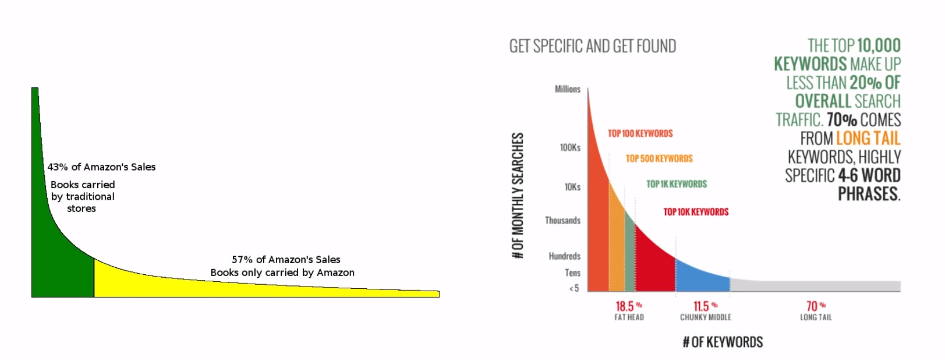 43% of Amazon's Sales
Books carried
by traditional
stores
57% of Amazon's Sales
Books only carried by Amazon
GET SPECIFIC AND GET FOUND
THE TOP 10,000
KEYWORDS MAKE UP
LESS THAN 20% OF
OVERALL SEARCH
TRAFFIC. 70% COMES
FROM LONG TAIL
KEYWORDS, HIGHLY
SPECIFIC 4-6 WORD
PHRASES.
# OF MONTHLY SEARCHES
Millions
100Ks
10Ks
Thousands
Hundreds
Tens
< 5
TOP 100 KEYWORDS
TOP 500 KEYWORDS
TOP 1K KEYWORDS
TOP 10K KEYWORDS
18.5 %
FAT HEAD
11.5 %
CHUNKY MIDDLE
70 %
LONG TAIL
# OF KEYWORDS